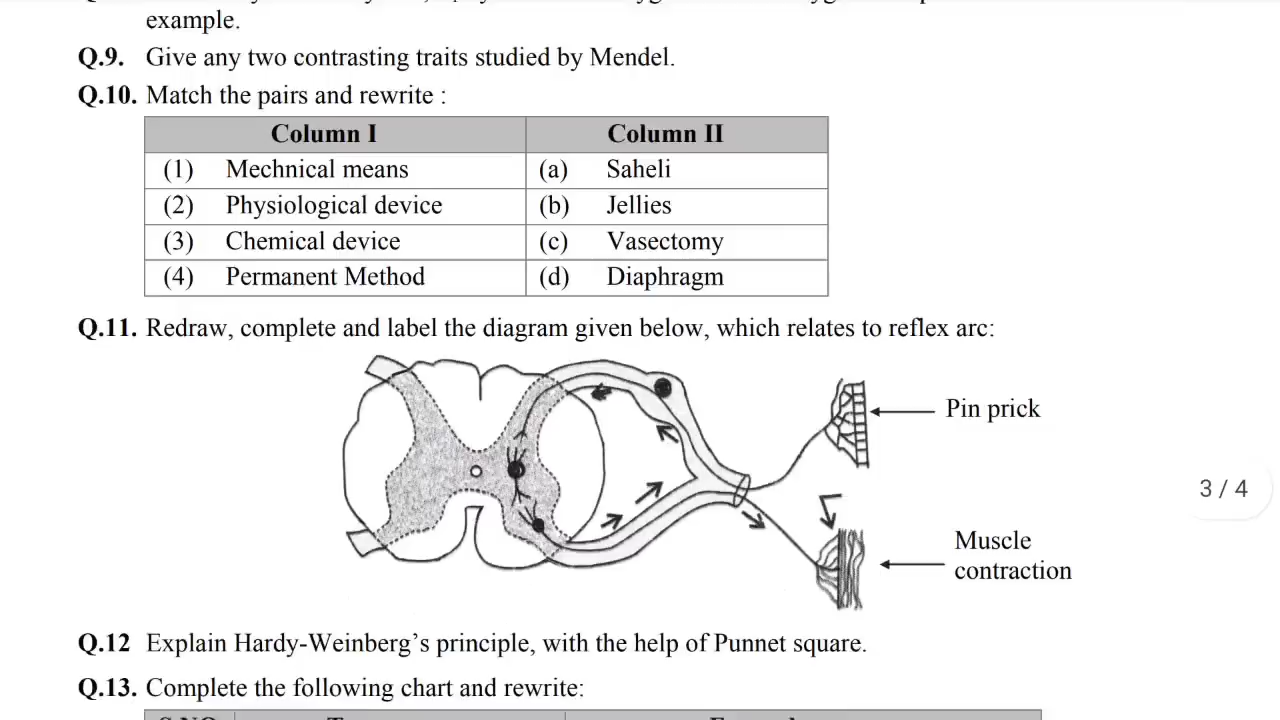 example.
Q.9. Give any two contrasting traits studied by Mendel.
Q.10. Match the pairs and rewrite :
Column I Column II
(1) Mechnical means (a) Saheli
(2) Physiological device (b) Jellies
(3) Chemical device (c) Vasectomy
(4) Permanent Method (d) Diaphragm
Q.11. Redraw, complete and label the diagram given below, which relates to reflex arc:
Pin prick
3 / 4
Muscle
contraction
Q.12 Explain Hardy-Weinberg’s principle, with the help of Punnet square.
Q.13. Complete the following chart and rewrite: